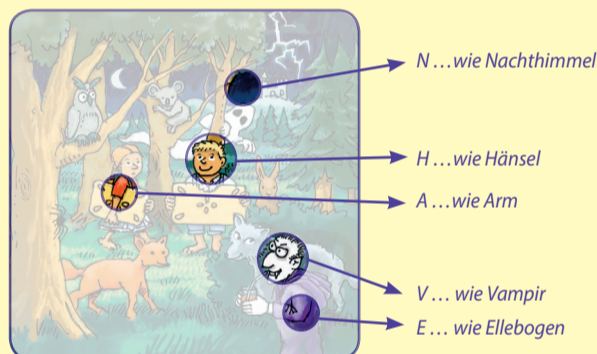 N ...wie Nachthimmel
H ... wie Hänsel
A ...wie Arm
V ... wie Vampir
E ... wie Ellebogen